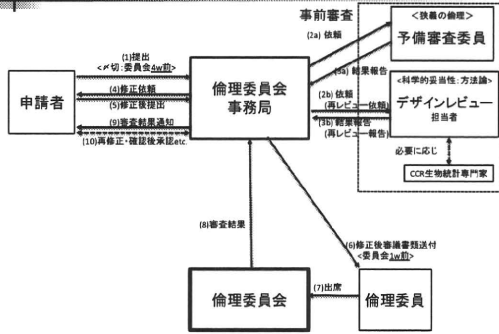 事前審査
<狭義の倫理>
予備審査委員
(2a) 依頼
(1)提出
<〆切:委員会4w前>
(3a) 結果報告
申請者
(4)修正依頼
(5)修正後提出
倫理委員会
事務局
(2b) 依頼
(再レビュー依頼)
<科学的妥当性:方法論>
デザインレビュー
担当者
(9)審査結果通知
(3b) 結果報告
(再レビュー報告)
(10)再修正・確認後承認etc.
必要に応じ
CCR生物統計専門家
(8)審査結果
(6)修正後審議書類送付
<委員会1w前>
(7)出席
倫理委員会
倫理委員